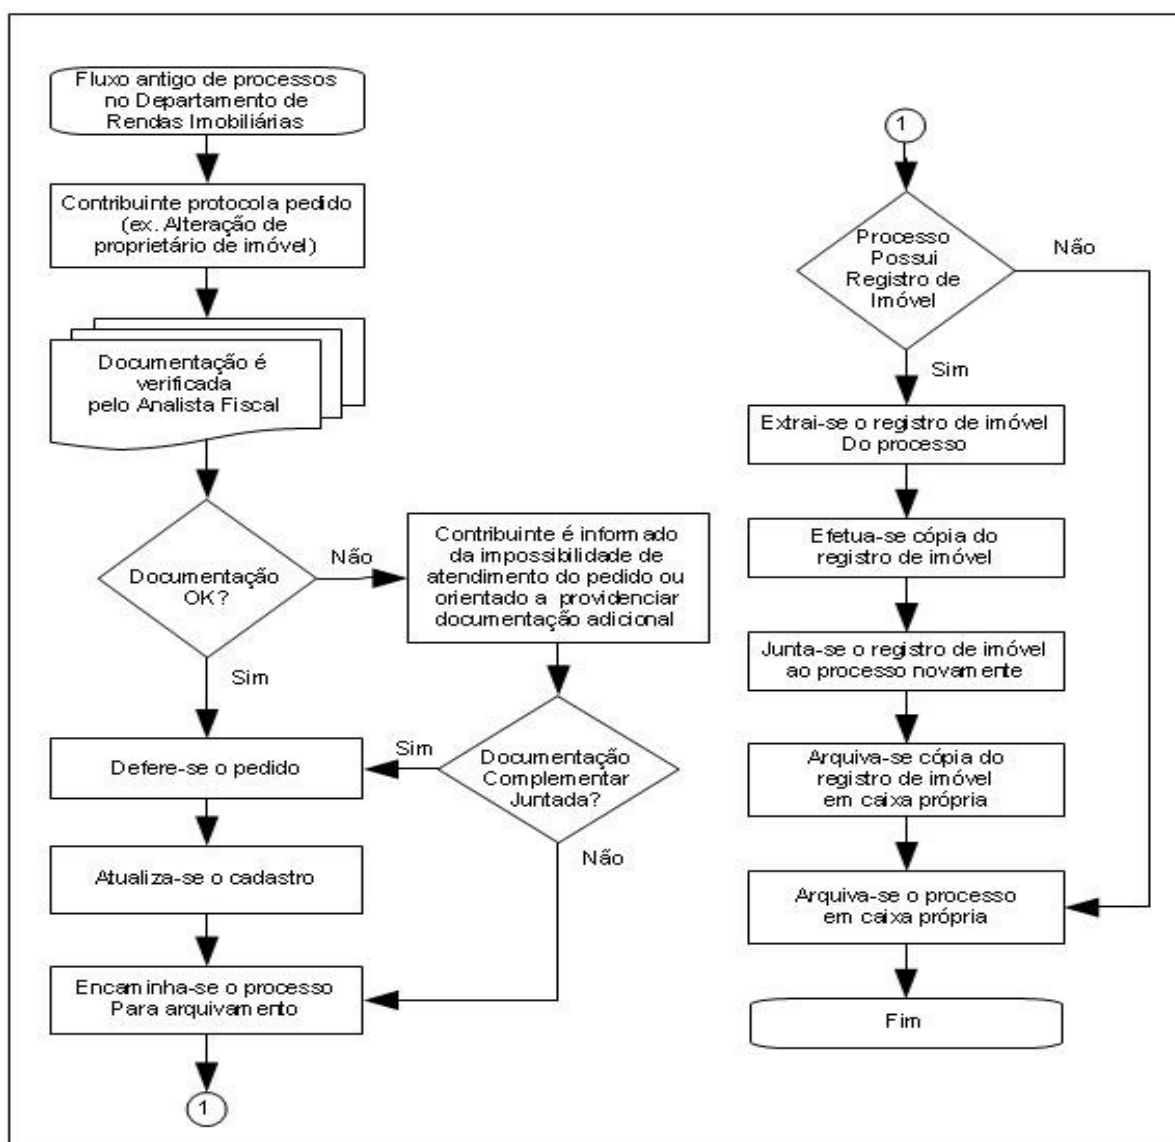 Fluxo antigo de processos
no Departamento de
Rendas Imobiliárias
Contribuinte protocola pedido
(ex. Alteração de
proprietário de imóvel)
Documentação é
verificada
pelo Analista Fiscal
Documentação
OK?
Não
Contribuinte é informado
da impossibilidade de
atendimento do pedido ou
orientado a providenciar
documentação adicional
Sim
Defere-se o pedido
Sim
Documentação
Complementar
Juntada?
Não
Atualiza-se o cadastro
Encaminha-se o processo
Para arquivamento
1
1
Processo
Possui
Registro de
Imóvel
Não
Sim
Extrai-se o registro de imóvel
Do processo
Efetua-se cópia do
registro de imóvel
Junta-se o registro de imóvel
ao processo novamente
Arquiva-se cópia do
registro de imóvel
em caixa própria
Arquiva-se o processo
em caixa própria
Fim